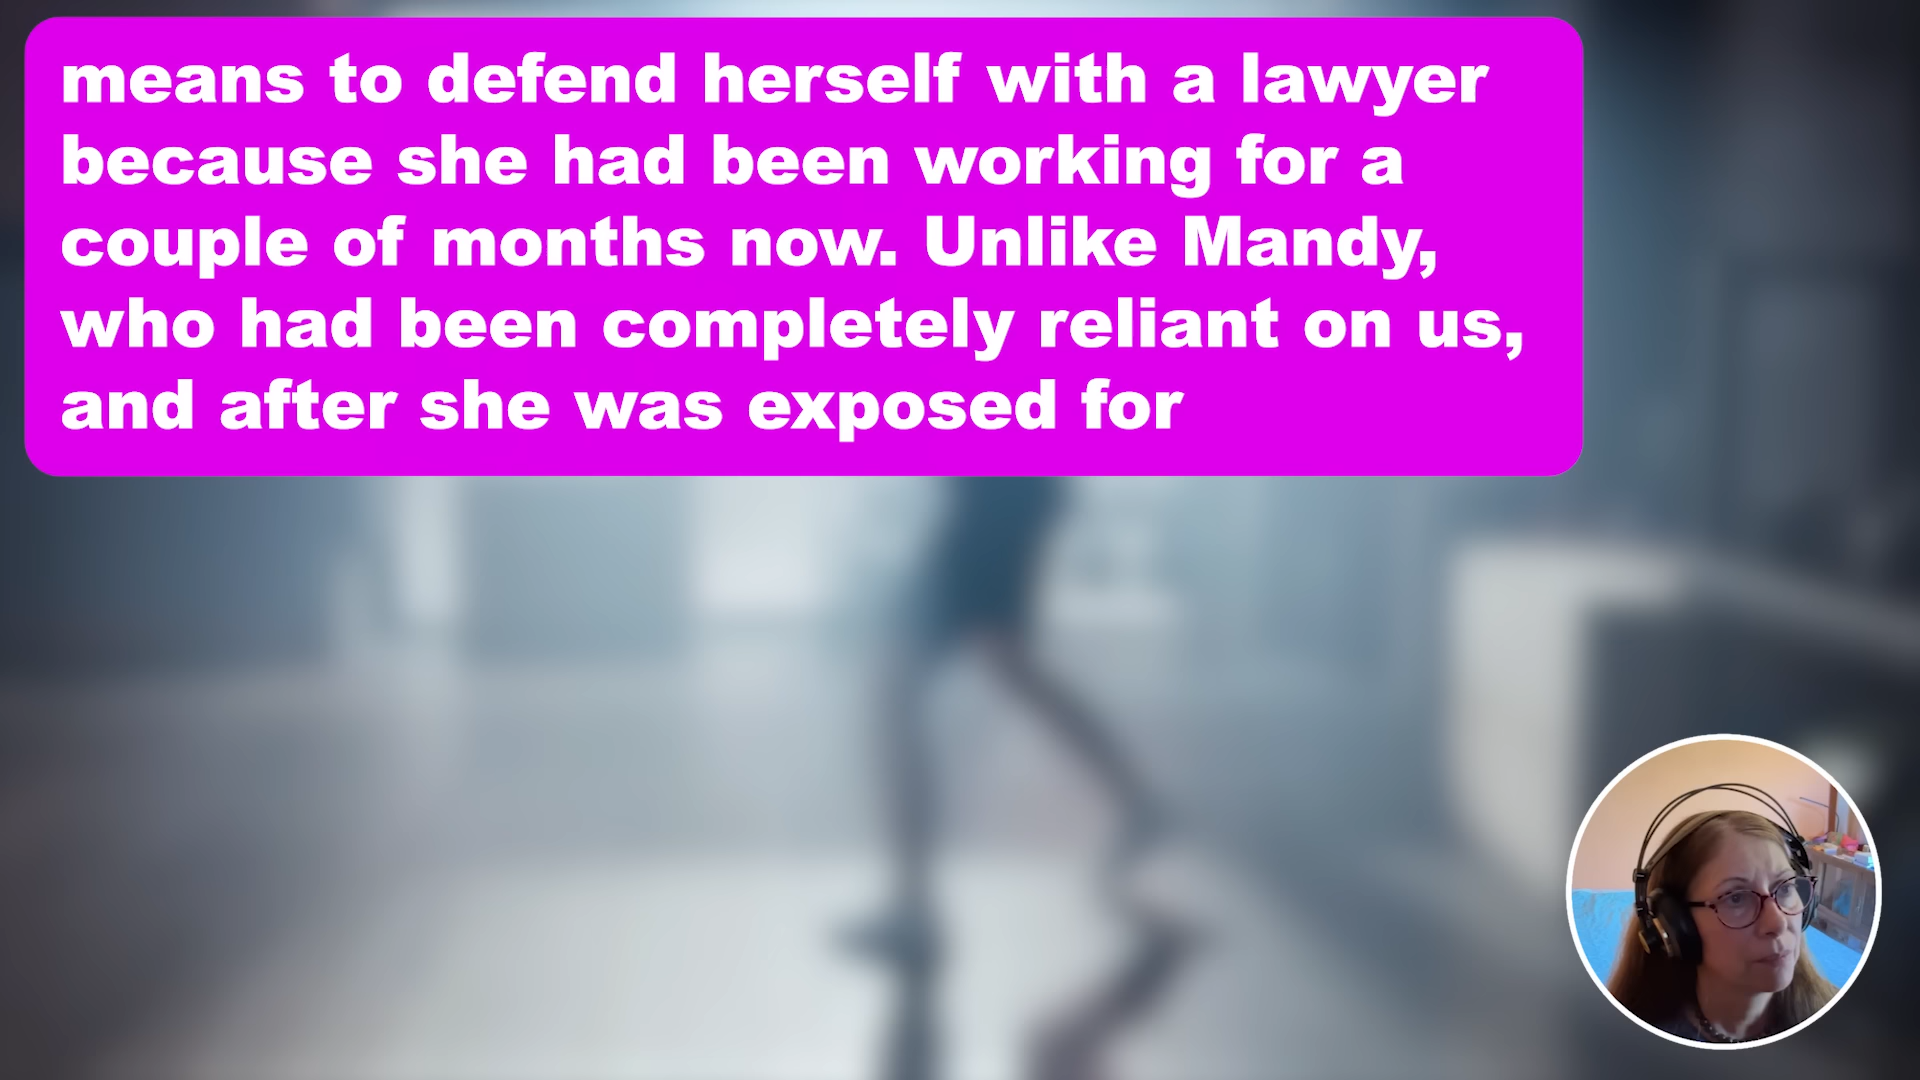 means to defend herself with a lawyer
because she had been working for a
couple of months now. Unlike Mandy,
who had been completely reliant on us,
and after she was exposed for